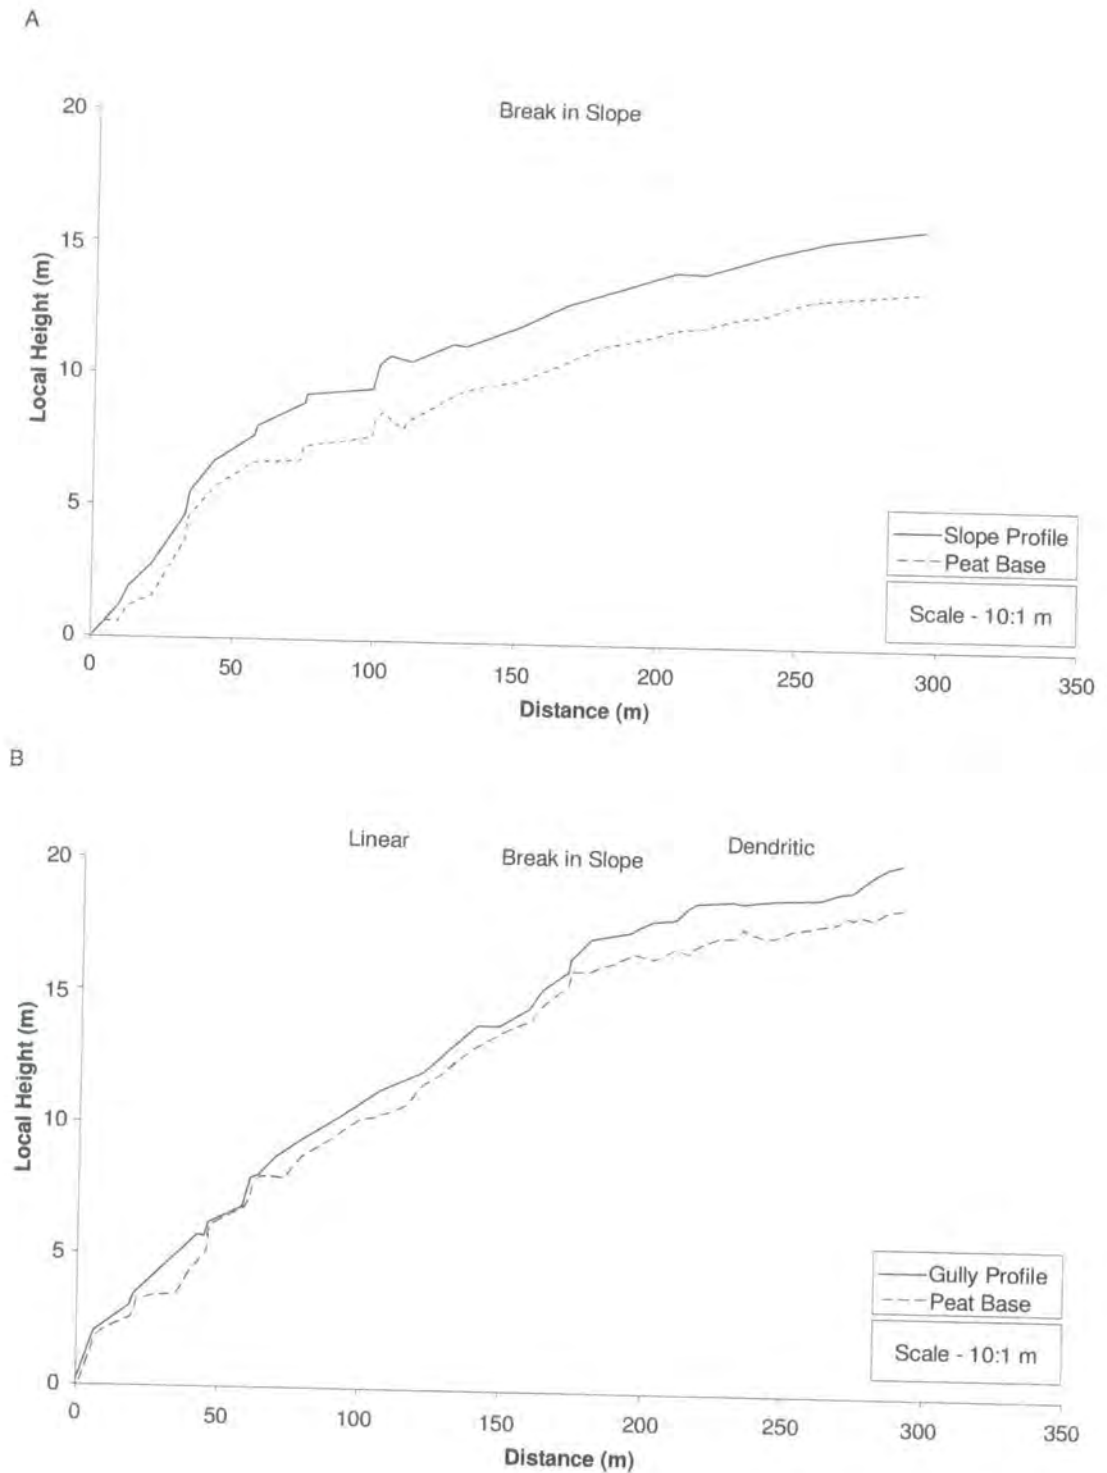 A
Break in Slope
20
15
10
5
0
Local Height (m)
0 50 100 150 200 250 300 350
Distance (m)
Slope Profile
Peat Base
Scale - 10:1 m
B
Linear
Break in Slope
Dendritic
20
15
10
5
0
Local Height (m)
0 50 100 150 200 250 300 350
Distance (m)
Gully Profile
Peat Base
Scale - 10:1 m